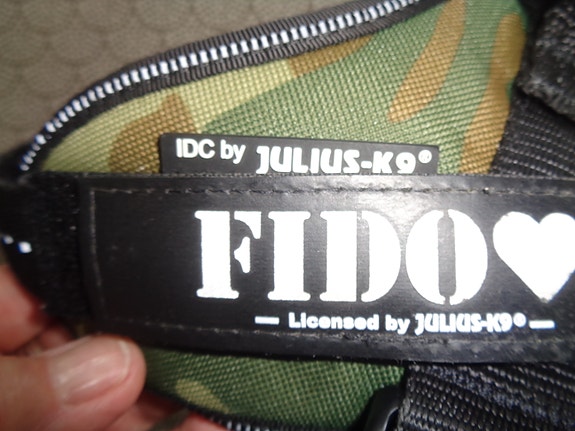 IDC by JULIUS-K9®
FIDO♥
— Licensed by JULIUS-K9® —